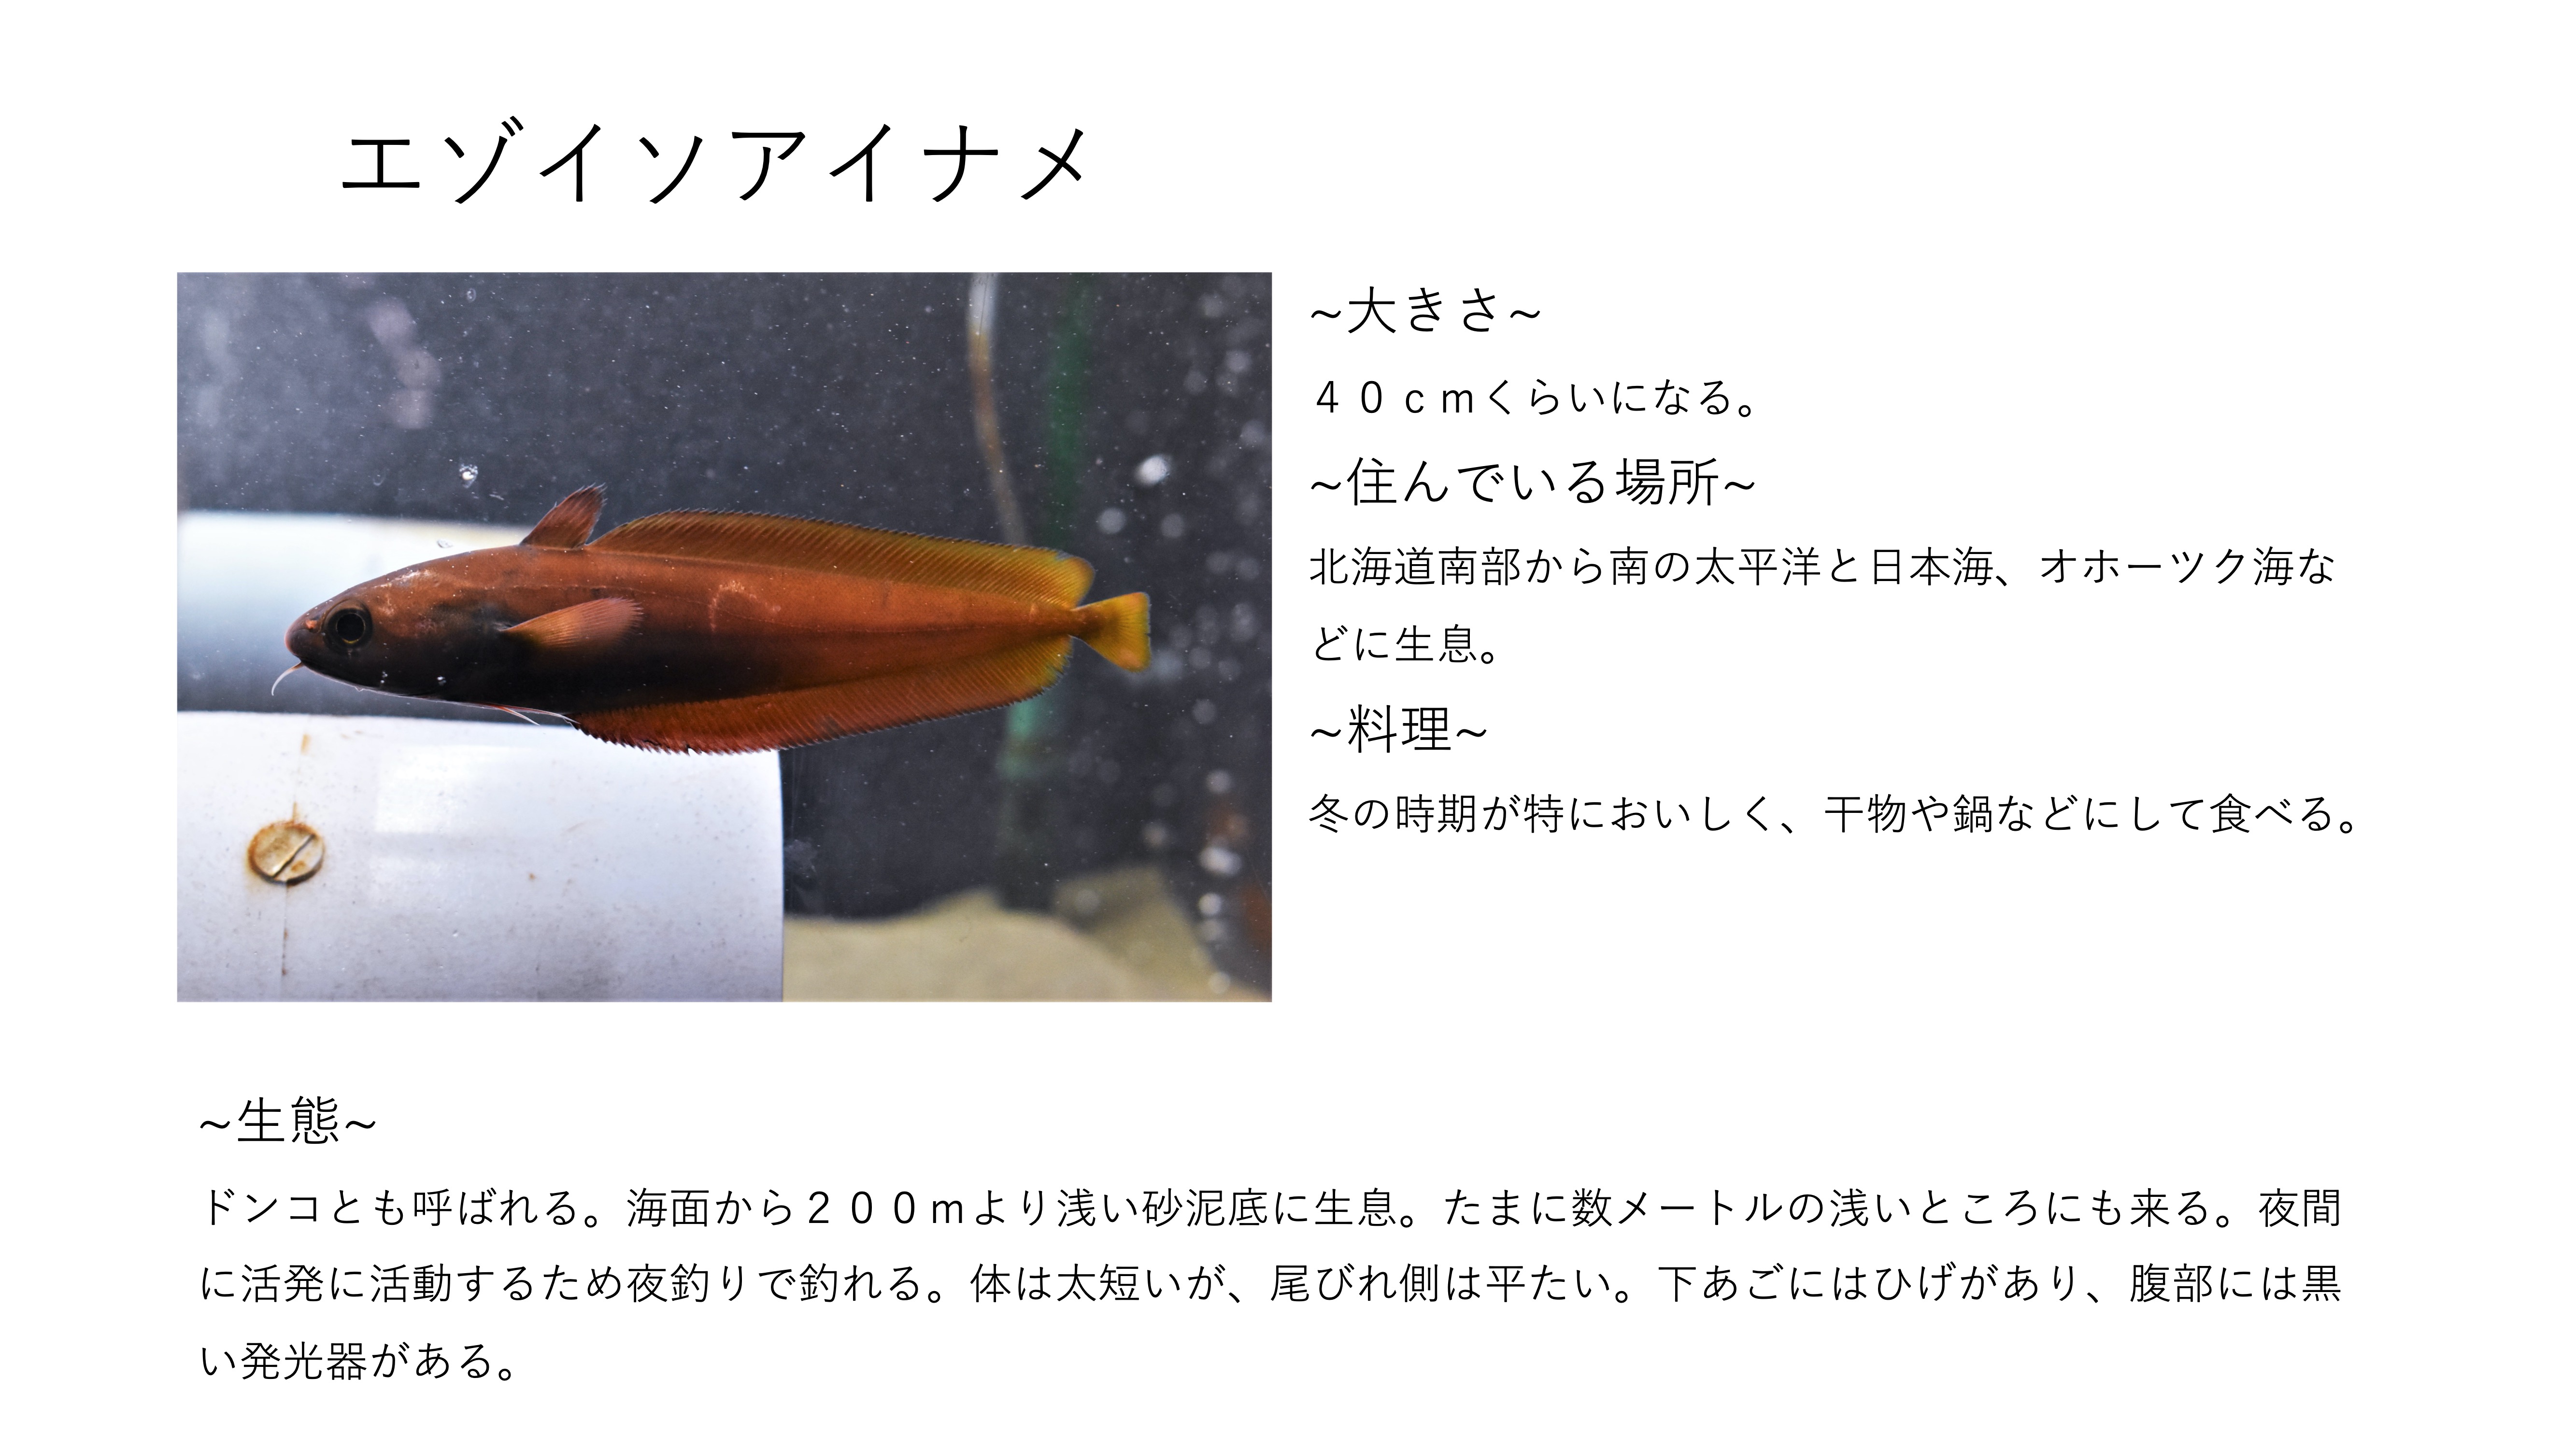 エゾイソアイナメ
~大きさ~
４０ｃｍくらいになる。
~住んでいる場所~
北海道南部から南の太平洋と日本海、オホーツク海な
どに生息。
~料理~
冬の時期が特においしく、干物や鍋などにして食べる。
~生態~
ドンコとも呼ばれる。海面から２００ｍより浅い砂泥底に生息。たまに数メートルの浅いところにも来る。夜間
に活発に活動するため夜釣りで釣れる。体は太短いが、尾びれ側は平たい。下あごにはひげがあり、腹部には黒
い発光器がある。